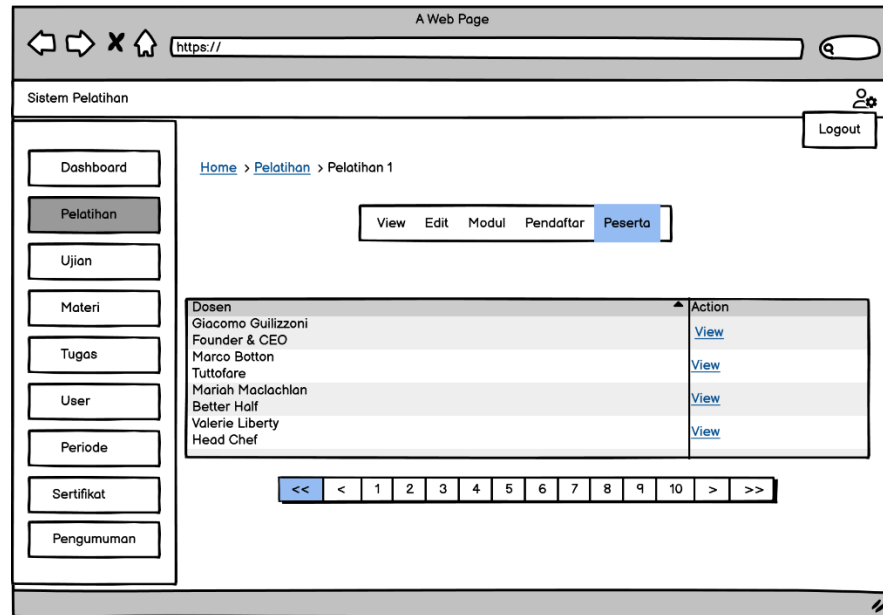 A Web Page
https://
Sistem Pelatihan
Logout
Dashboard
Pelatihan
Ujian
Materi
Tugas
User
Periode
Sertifikat
Pengumuman
Home > Pelatihan > Pelatihan 1
View Edit Modul Pendaftar Peserta
Dosen Action
Giacomo Guilizzoni
Founder & CEO
View
Marco Botton
Tuttofare
View
Mariah Maclachlan
Better Half
View
Valerie Liberty
Head Chef
View
<< < 1 2 3 4 5 6 7 8 9 10 > >>